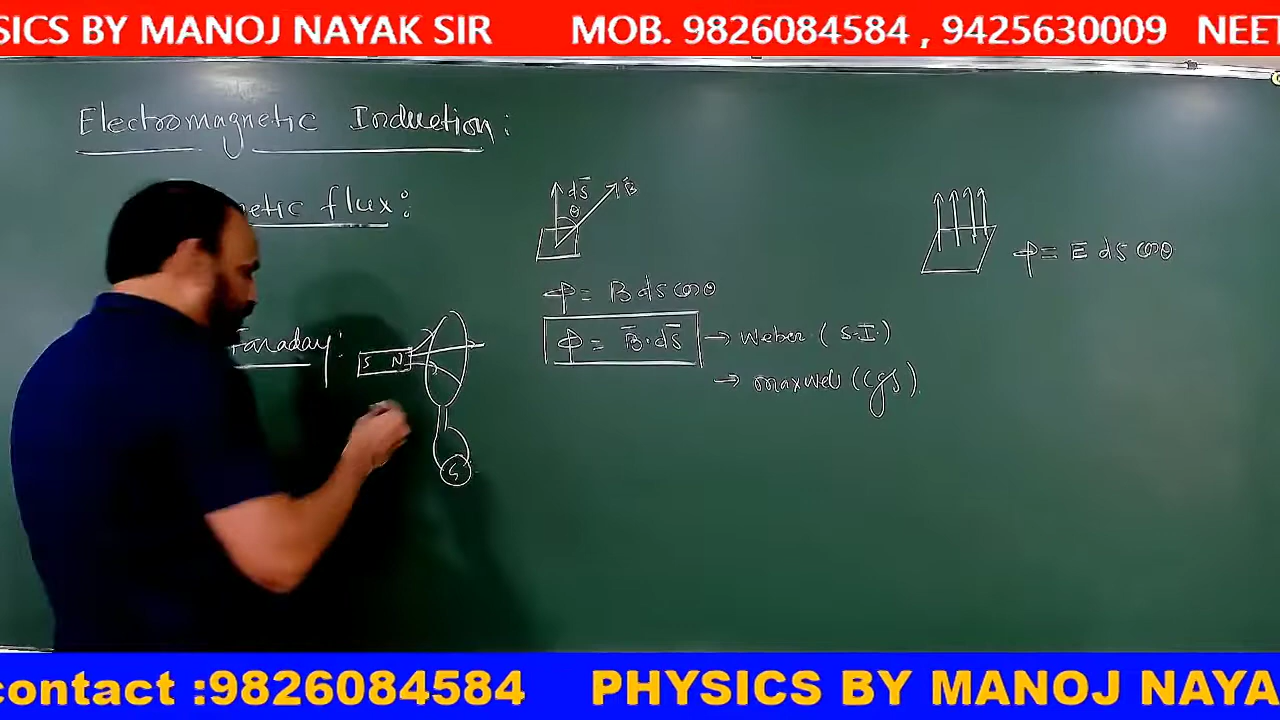 SICS BY MANOJ NAYAK SIR MOB. 9826084584 , 9425630009 NEET
Electromagnetic Induction:
etic flux:
ds θ B
φ = B ds cosθ
φ = E ds cosθ
Faraday:
S N
G
φ = B·ds → Weber (S.I.)
→ maxwell (cgs).
contact :9826084584 PHYSICS BY MANOJ NAYA